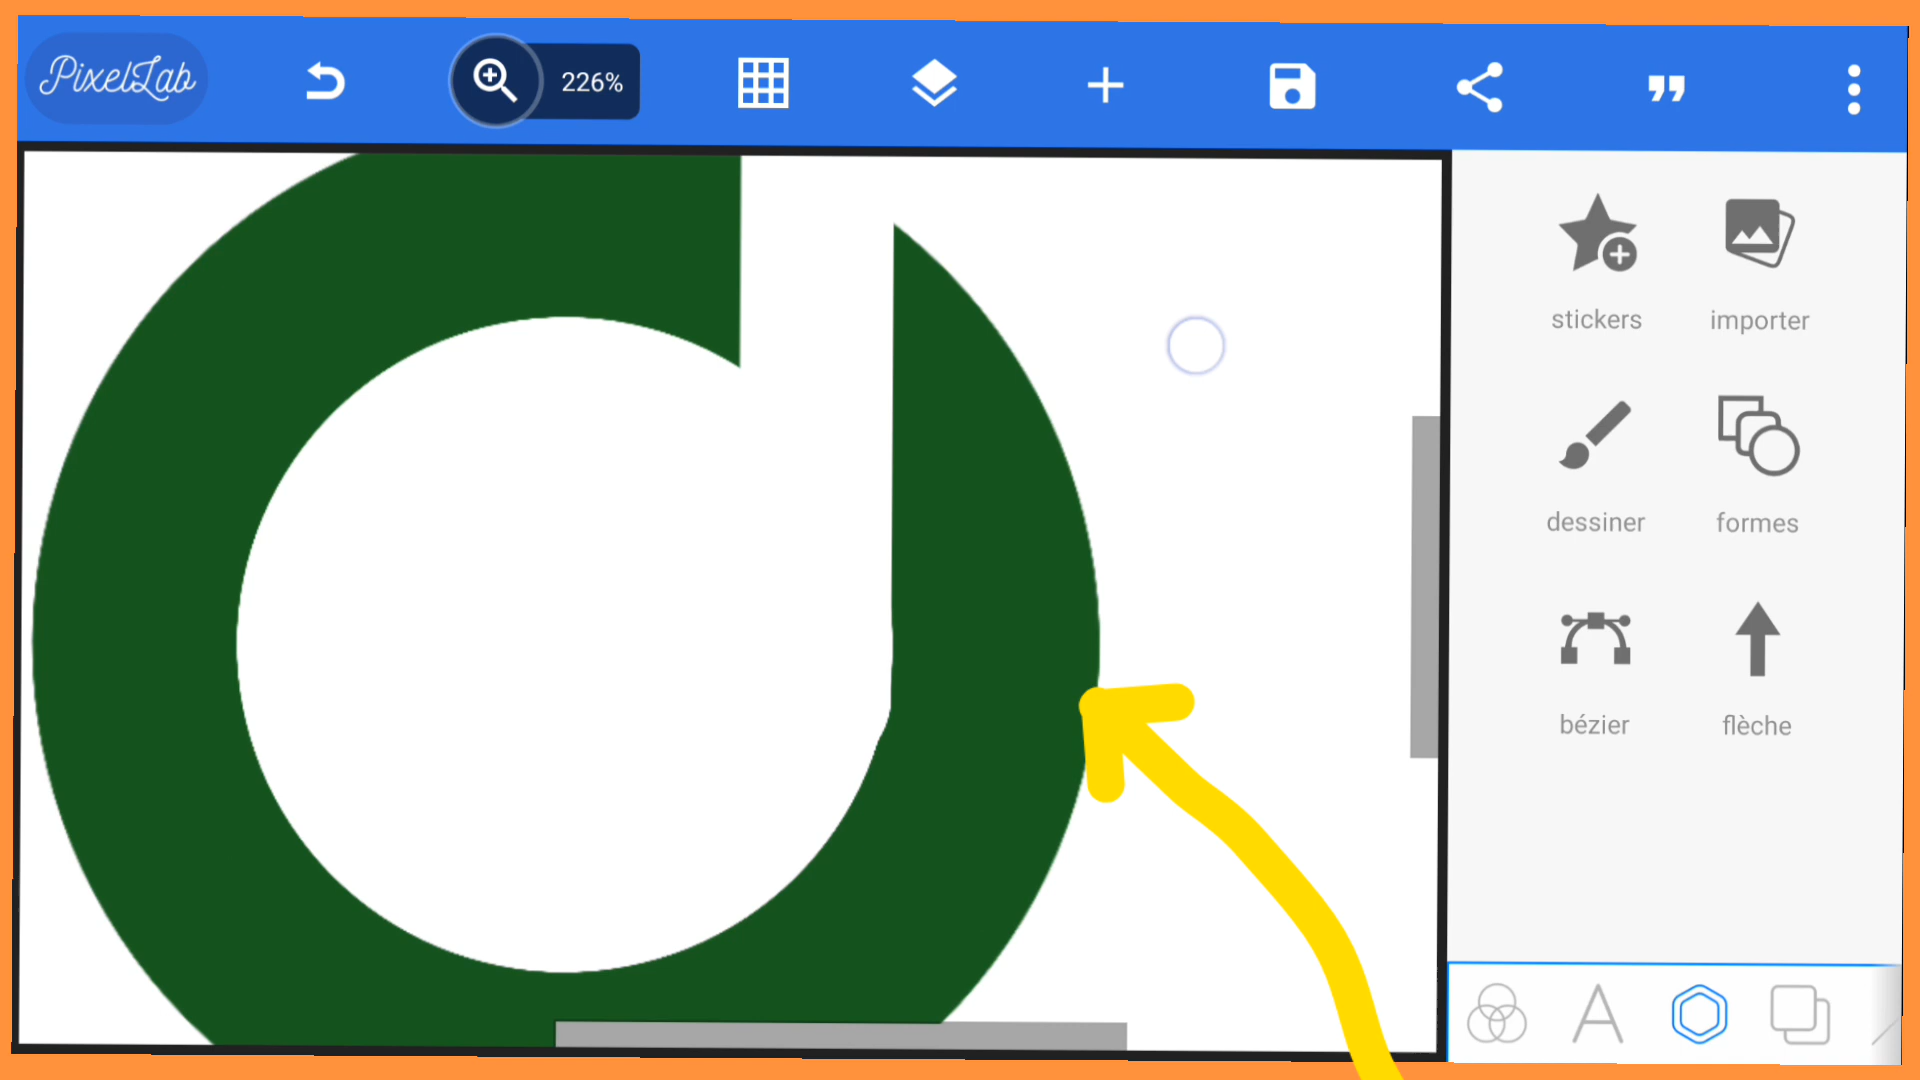 PixelLab
226%
stickers
importer
dessiner
formes
bézier
flèche